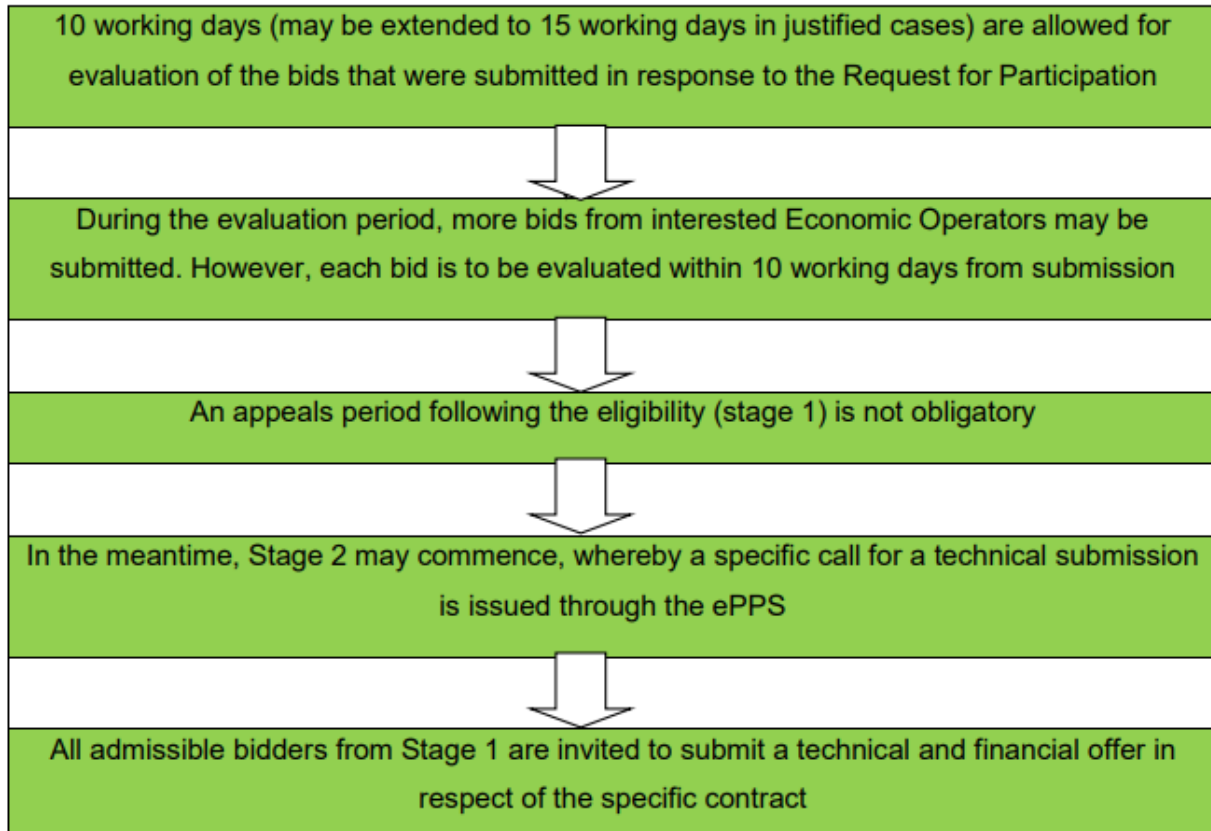 10 working days (may be extended to 15 working days in justified cases) are allowed for
evaluation of the bids that were submitted in response to the Request for Participation
During the evaluation period, more bids from interested Economic Operators may be
submitted. However, each bid is to be evaluated within 10 working days from submission
An appeals period following the eligibility (stage 1) is not obligatory
In the meantime, Stage 2 may commence, whereby a specific call for a technical submission
is issued through the ePPS
All admissible bidders from Stage 1 are invited to submit a technical and financial offer in
respect of the specific contract